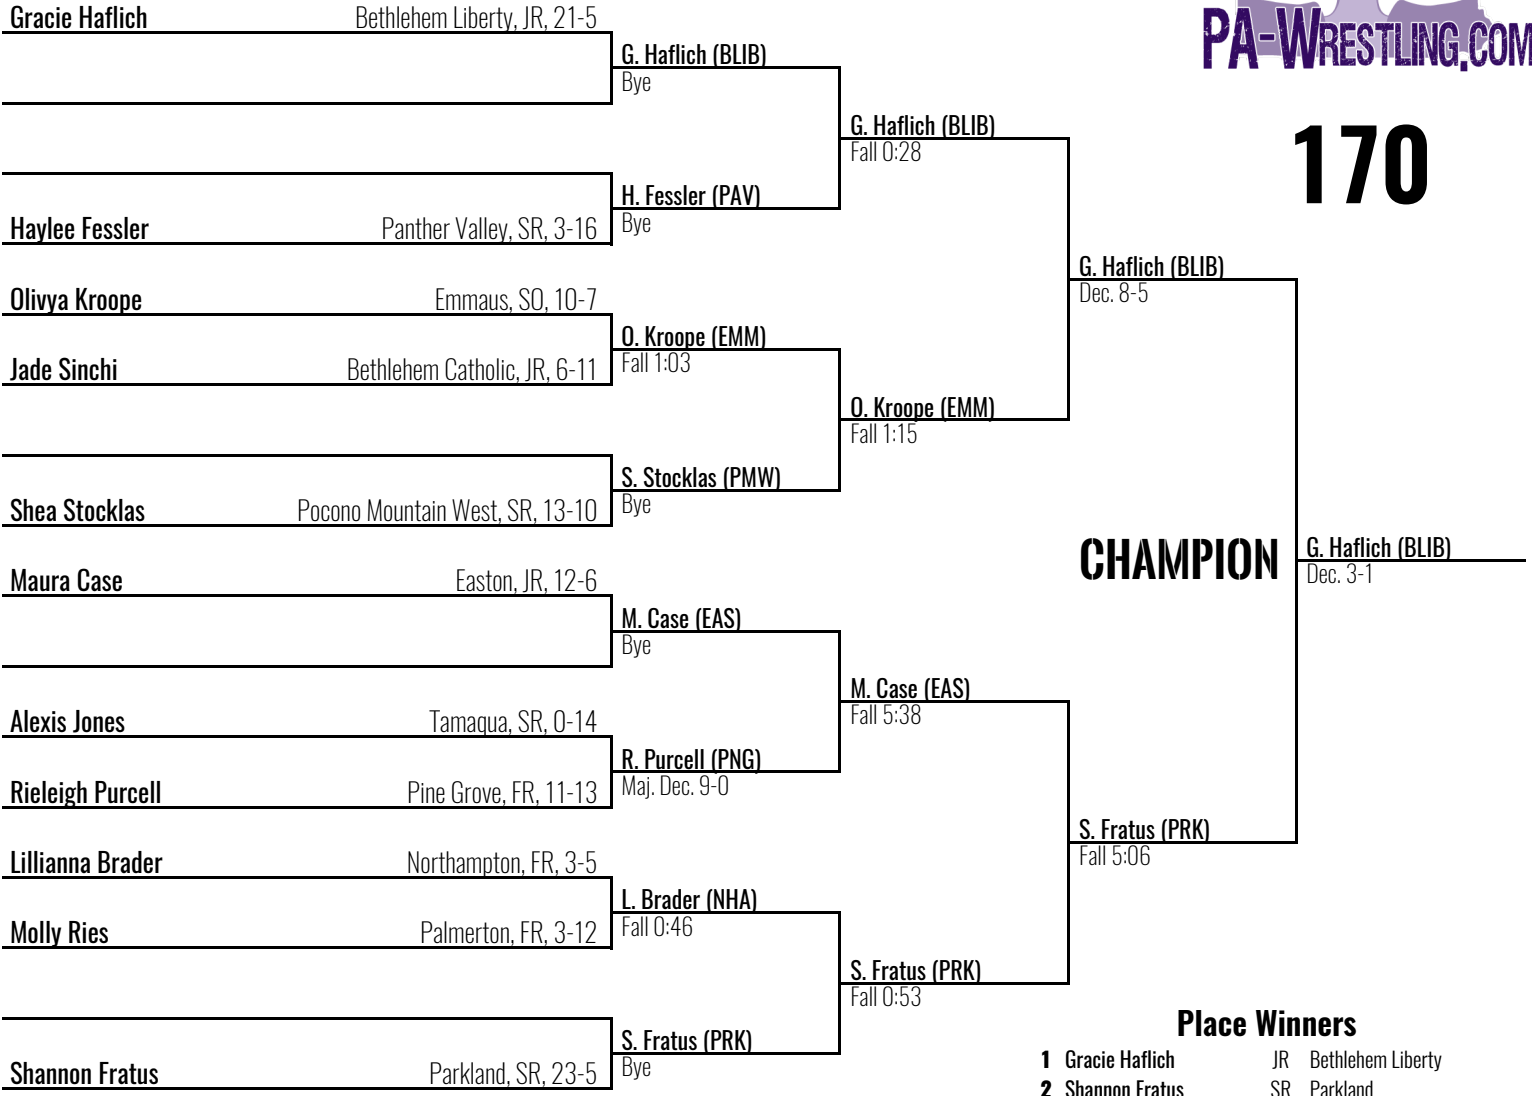 Gracie Haflich Bethlehem Liberty, JR, 21-5
G. Haflich (BLIB)
Bye
G. Haflich (BLIB)
Fall 0:28
H. Fessler (PAV)
Bye
Haylee Fessler Panther Valley, SR, 3-16
G. Haflich (BLIB)
Dec. 8-5
Olivya Kroope Emmaus, SO, 10-7
O. Kroope (EMM)
Fall 1:03
Jade Sinchi Bethlehem Catholic, JR, 6-11
O. Kroope (EMM)
Fall 1:15
S. Stocklas (PMW)
Bye
Shea Stocklas Pocono Mountain West, SR, 13-10
CHAMPION
G. Haflich (BLIB)
Dec. 3-1
Maura Case Easton, JR, 12-6
M. Case (EAS)
Bye
M. Case (EAS)
Fall 5:38
Alexis Jones Tamaqua, SR, 0-14
R. Purcell (PNG)
Maj. Dec. 9-0
Rieleigh Purcell Pine Grove, FR, 11-13
S. Fratus (PRK)
Fall 5:06
Lillianna Brader Northampton, FR, 3-5
L. Brader (NHA)
Fall 0:46
Molly Ries Palmerton, FR, 3-12
S. Fratus (PRK)
Fall 0:53
S. Fratus (PRK)
Bye
Shannon Fratus Parkland, SR, 23-5
PA-WRESTLING.COM
170
Place Winners
1 Gracie Haflich JR Bethlehem Liberty
2 Shannon Fratus SR Parkland